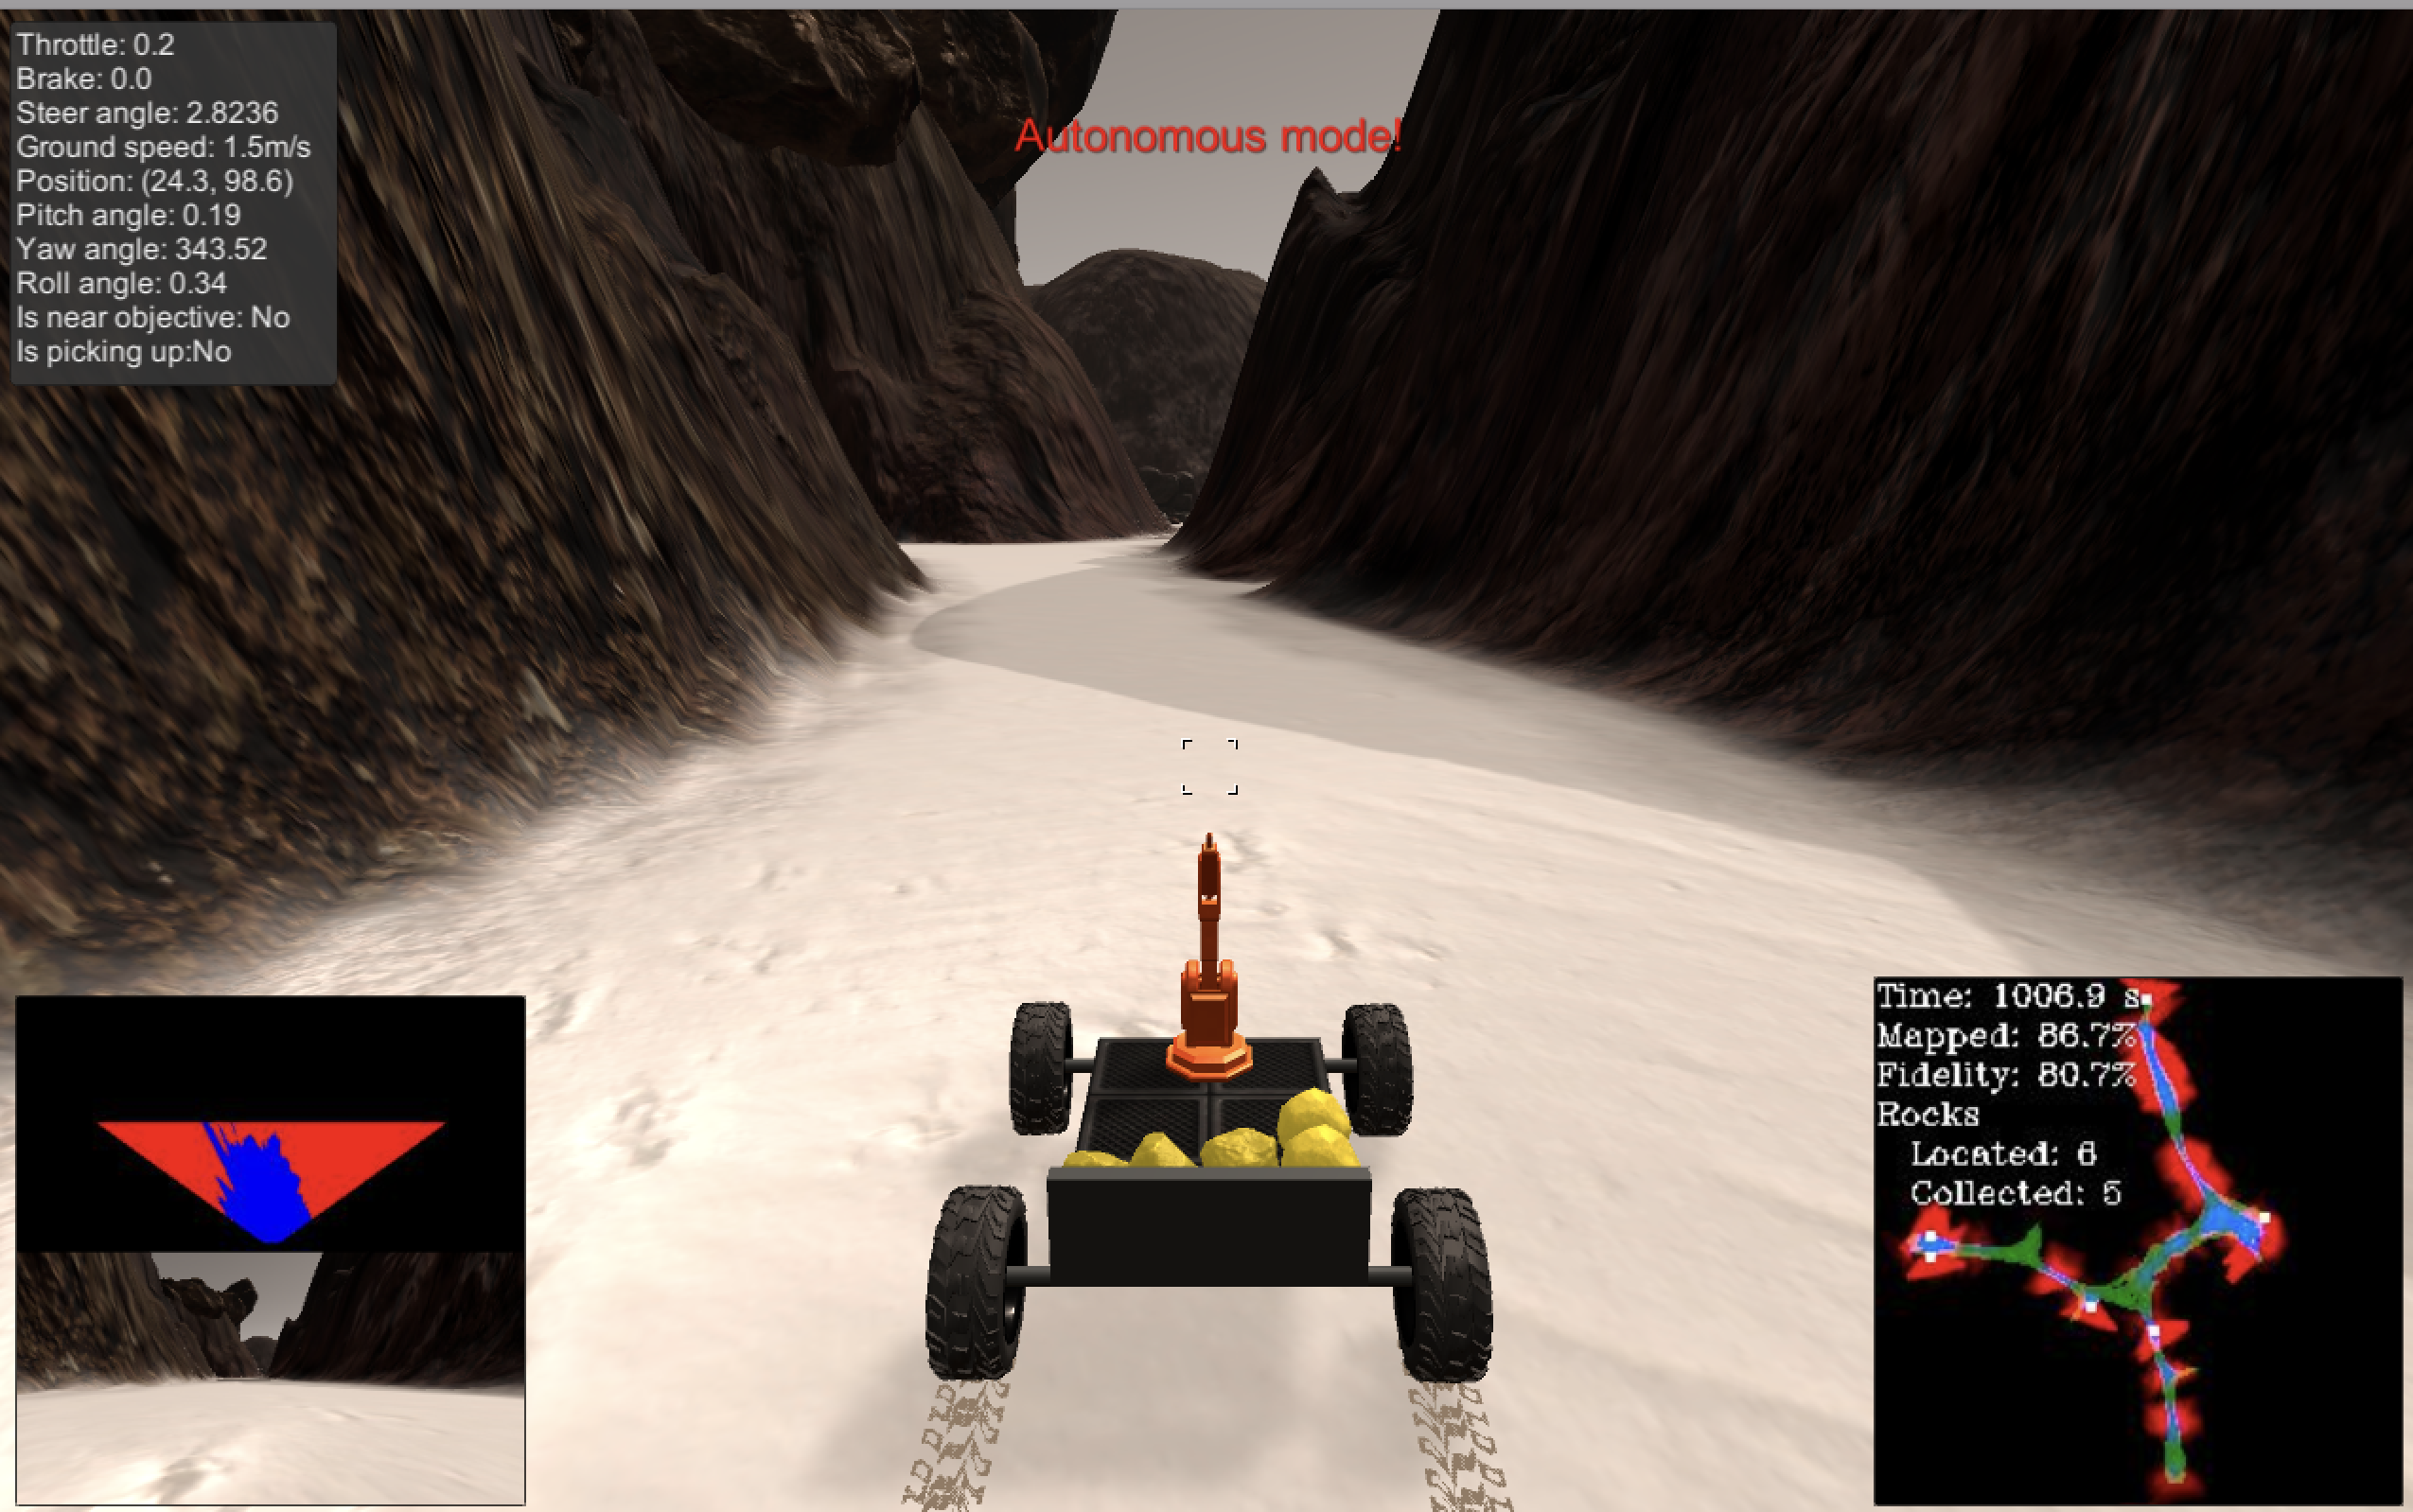 Throttle: 0.2
Brake: 0.0
Steer angle: 2.8236
Ground speed: 1.5m/s
Position: (24.3, 98.6)
Pitch angle: 0.19
Yaw angle: 343.52
Roll angle: 0.34
Is near objective: No
Is picking up:No
Autonomous mode!
Time: 1006.9 s
Mapped: 86.7%
Fidelity: 80.7%
Rocks
Located: 6
Collected: 5